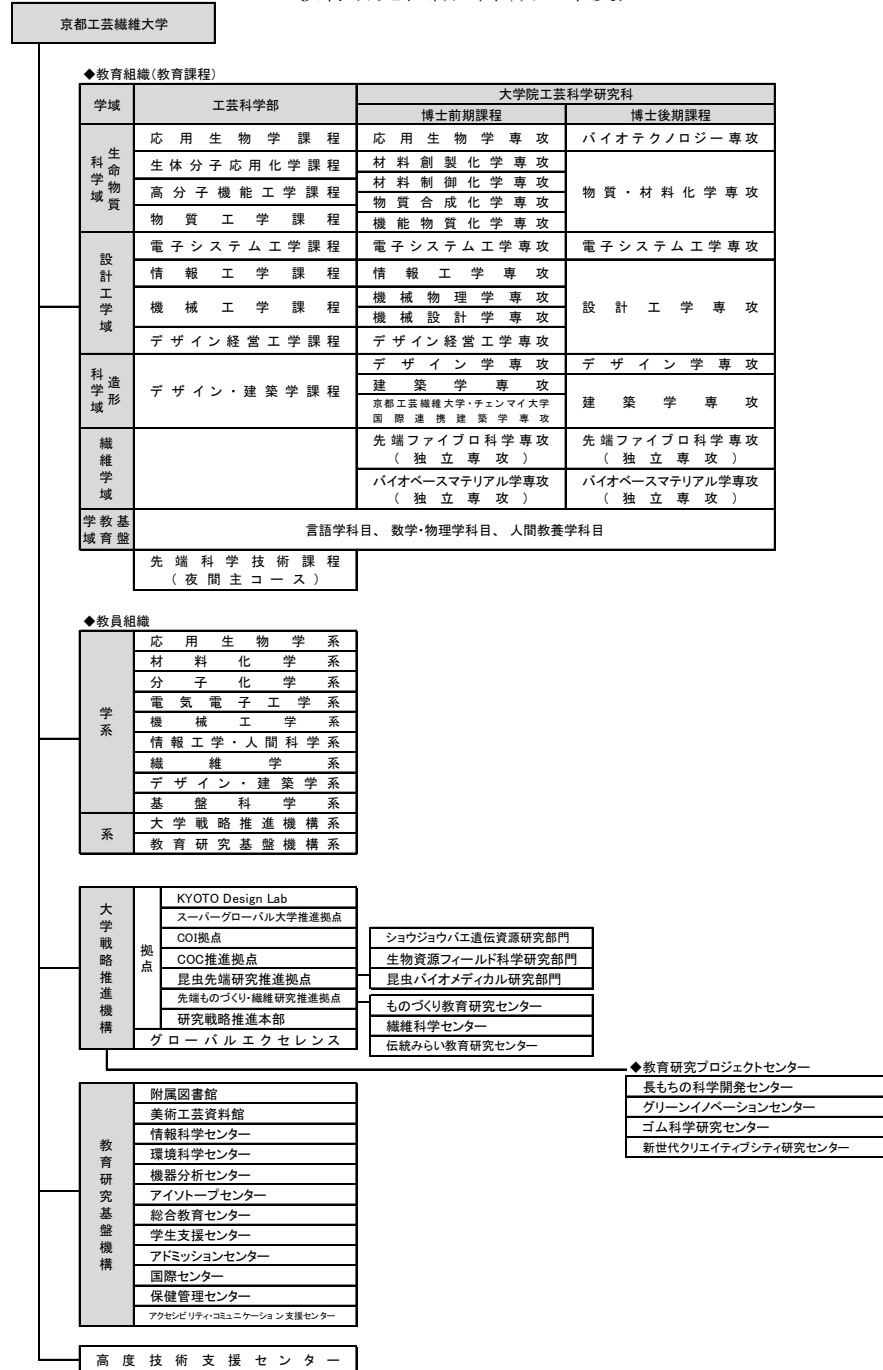 京都工芸繊維大学
◆教育組織(教育課程)
学域
工芸科学部
大学院工芸科学研究科
博士前期課程
博士後期課程
生命物質科学域
応用生物学課程
応用生物学専攻
バイオテクノロジー専攻
生体分子応用化学課程
高分子機能工学課程
物質工学課程
材料創製化学専攻
材料制御化学専攻
物質合成化学専攻
機能物質化学専攻
物質・材料化学専攻
設計工学域
電子システム工学課程
電子システム工学専攻
電子システム工学専攻
情報工学課程
情報工学専攻
機械工学課程
機械物理学専攻
機械設計学専攻
設計工学専攻
デザイン経営工学課程
デザイン経営工学専攻
造形科学域
デザイン・建築学課程
デザイン学専攻
デザイン学専攻
建築学専攻
京都工芸繊維大学・チェンマイ大学
国際連携建築学専攻
建築学専攻
繊維学域
先端ファイブロ科学専攻
(独立専攻)
先端ファイブロ科学専攻
(独立専攻)
バイオベースマテリアル学専攻
(独立専攻)
バイオベースマテリアル学専攻
(独立専攻)
基盤教育学域
言語学科目、数学・物理学科目、人間教養学科目
先端科学技術課程
(夜間主コース)
◆教員組織
学系
応用生物学系
材料化学系
分子化学系
電気電子工学系
機械工学系
情報工学・人間科学系
繊維学系
デザイン・建築学系
基盤科学系
系
大学戦略推進機構系
教育研究基盤機構系
大学戦略推進機構
拠点
KYOTO Design Lab
スーパーグローバル大学推進拠点
COI拠点
COC推進拠点
昆虫先端研究推進拠点
先端ものづくり・繊維研究推進拠点
研究戦略推進本部
グローバルエクセレンス
ショウジョウバエ遺伝資源研究部門
生物資源フィールド科学研究部門
昆虫バイオメディカル研究部門
ものづくり教育研究センター
繊維科学センター
伝統みらい教育研究センター
◆教育研究プロジェクトセンター
長もちの科学開発センター
グリーンイノベーションセンター
ゴム科学研究センター
新世代クリエイティブシティ研究センター
教育研究基盤機構
附属図書館
美術工芸資料館
情報科学センター
環境科学センター
機器分析センター
アイソトープセンター
総合教育センター
学生支援センター
アドミッションセンター
国際センター
保健管理センター
アクセシビリティ・コミュニケーション支援センター
高度技術支援センター